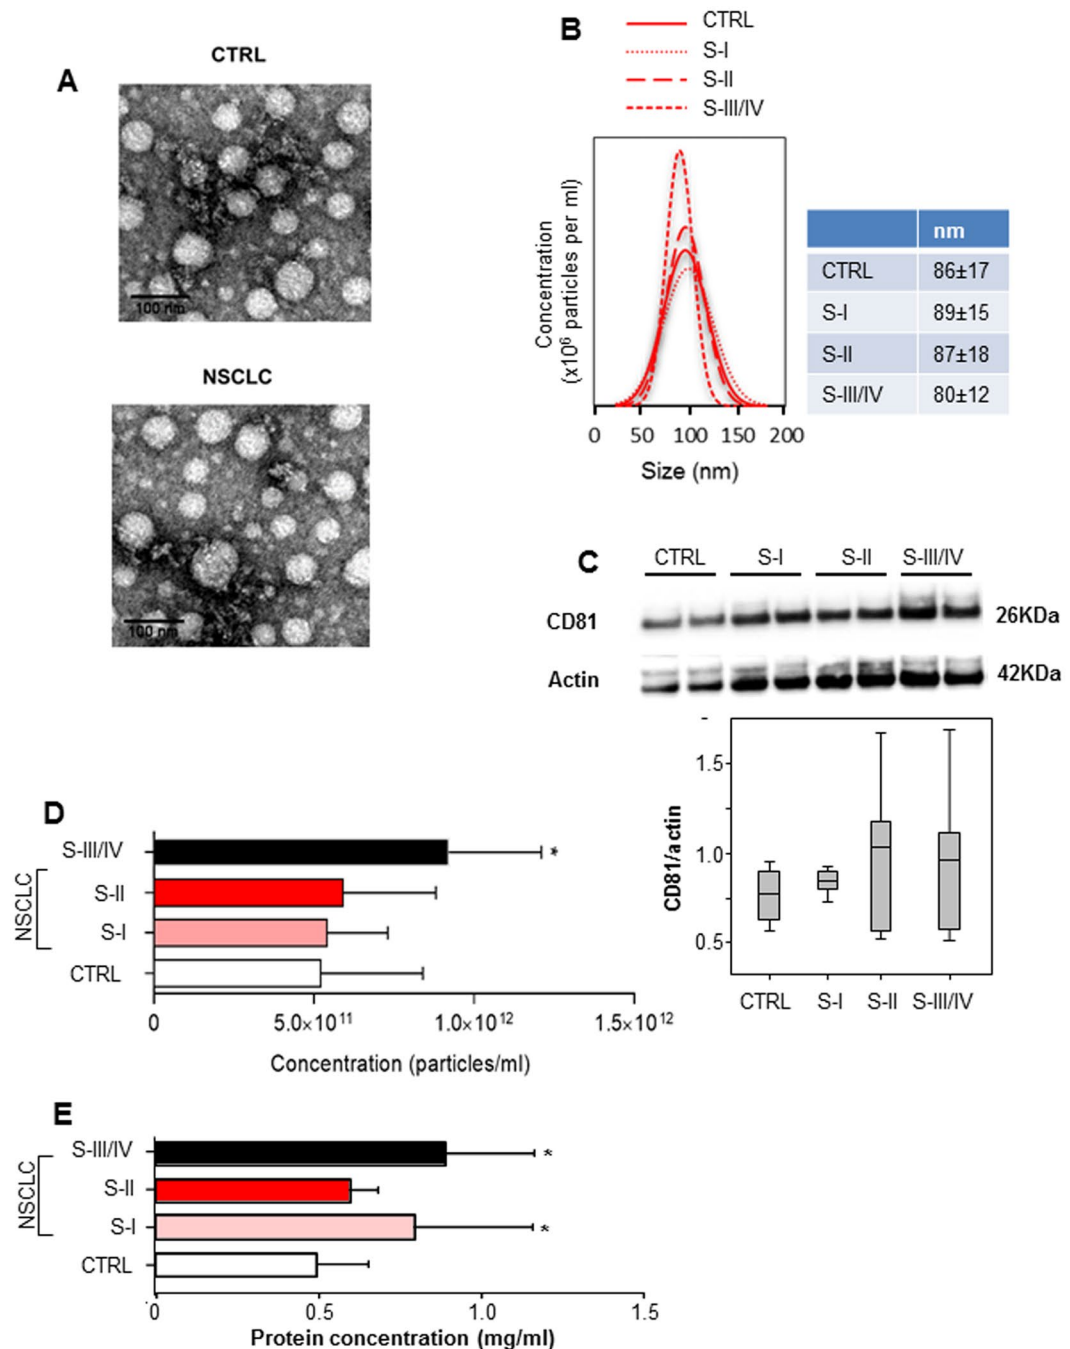 A
CTRL
100 nm
NSCLC
100 nm
B
CTRL
S-I
S-II
S-III/IV
Concentration
(x10⁶ particles per ml)
0 50 100 150 200
Size (nm)
nm
CTRL 86±17
S-I 89±15
S-II 87±18
S-III/IV 80±12
C
CTRL S-I S-II S-III/IV
CD81 26KDa
Actin 42KDa
1.5
1.0
0.5
CD81/actin
CTRL S-I S-II S-III/IV
D
S-III/IV *
NSCLC
S-II
S-I
CTRL
0 5.0×10¹¹ 1.0×10¹² 1.5×10¹²
Concentration (particles/ml)
E
S-III/IV *
NSCLC
S-II
S-I *
CTRL
0 0.5 1.0 1.5
Protein concentration (mg/ml)